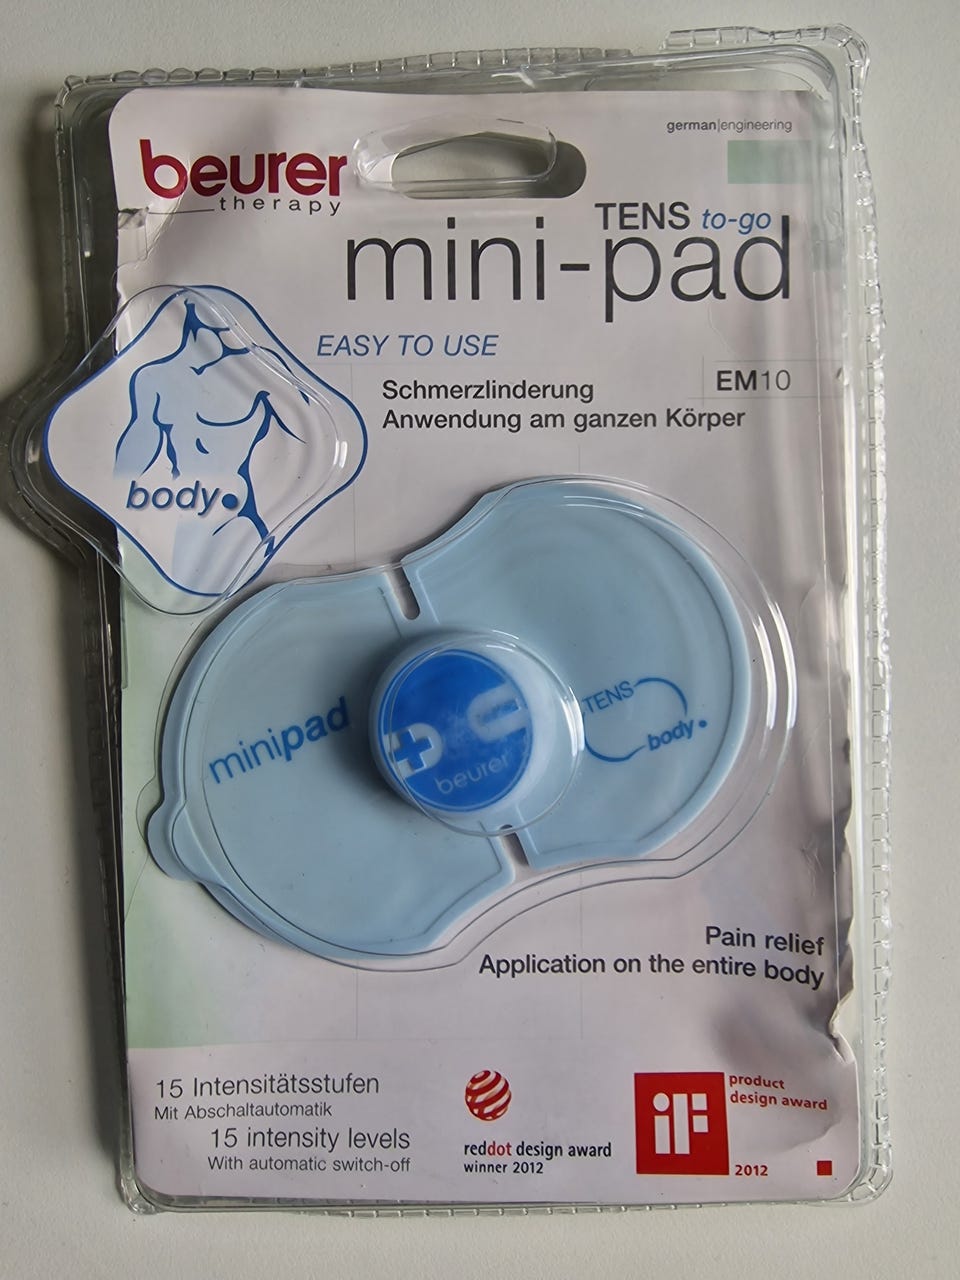 german|engineering
beurer
therapy
TENS to-go
mini-pad
EASY TO USE
EM10
Schmerzlinderung
Anwendung am ganzen Körper
body
minipad
TENS
body
+ -
beurer
Pain relief
Application on the entire body
15 Intensitätsstufen
Mit Abschaltautomatik
15 intensity levels
With automatic switch-off
reddot design award
winner 2012
iF
product
design award
2012